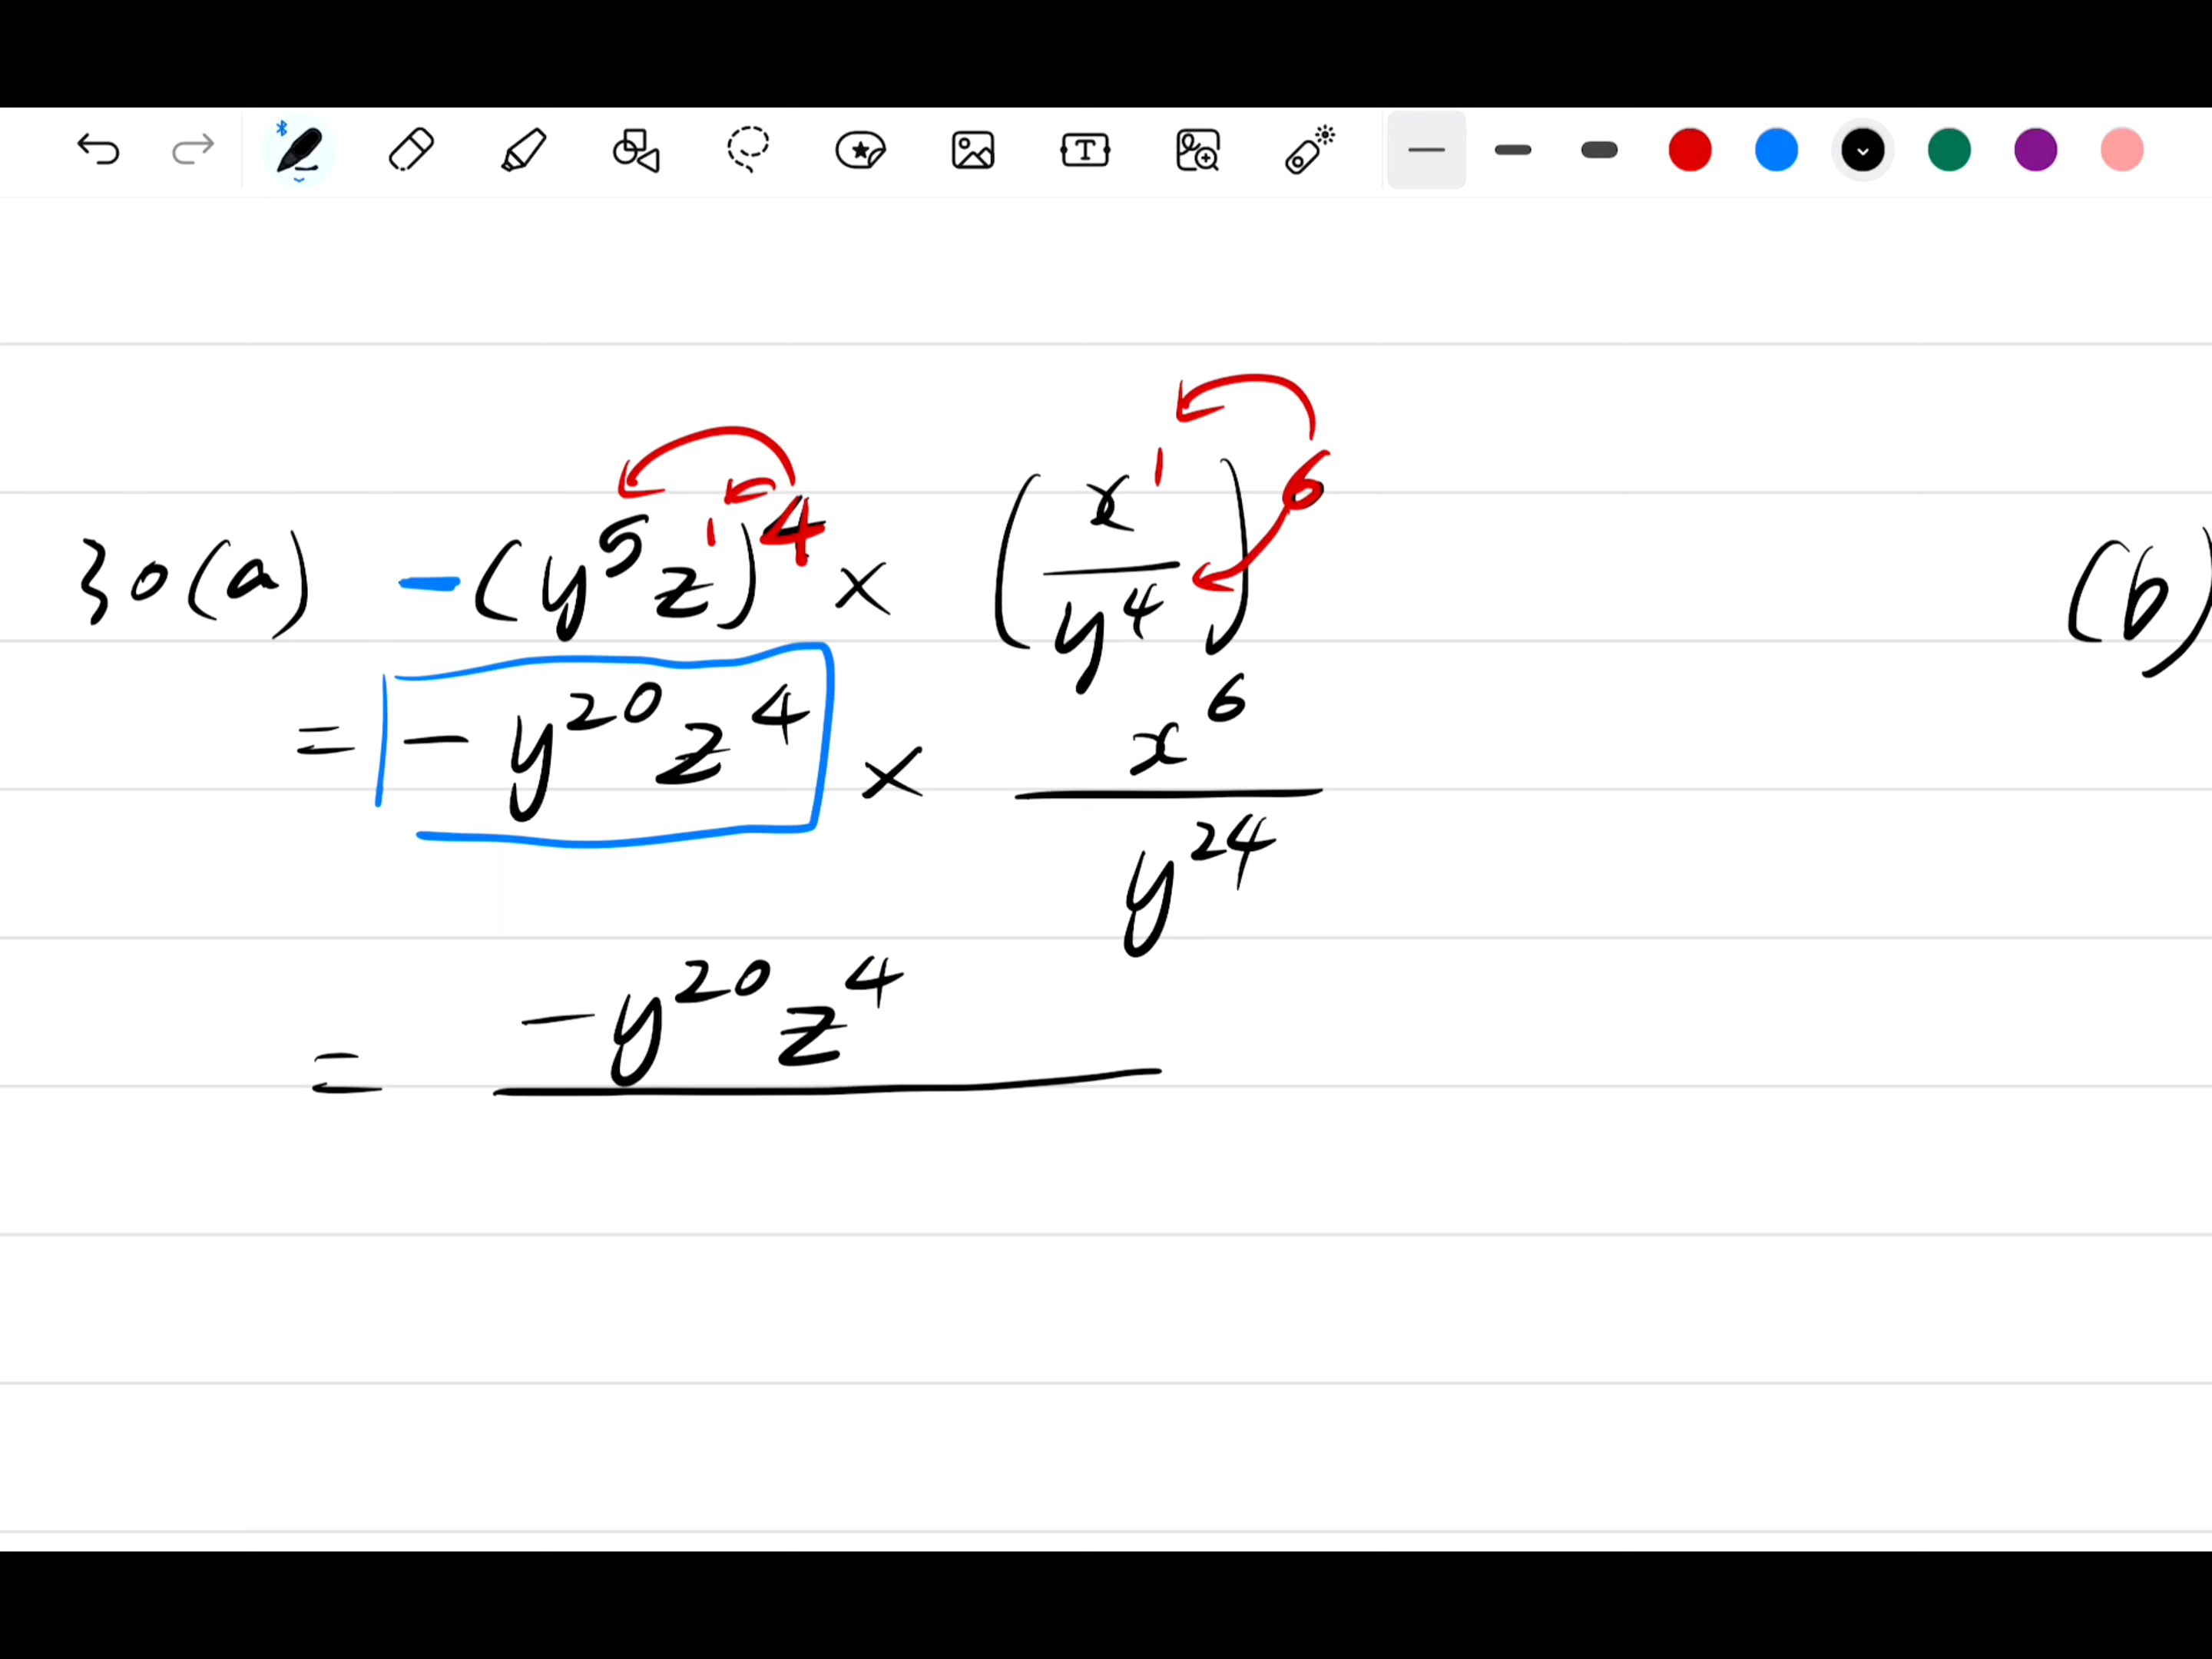 30(a) -(y⁵z¹)⁴ × (x¹/y⁴)⁶ (b)
= -y²⁰z⁴ × x⁶/y²⁴
= -y²⁰z⁴